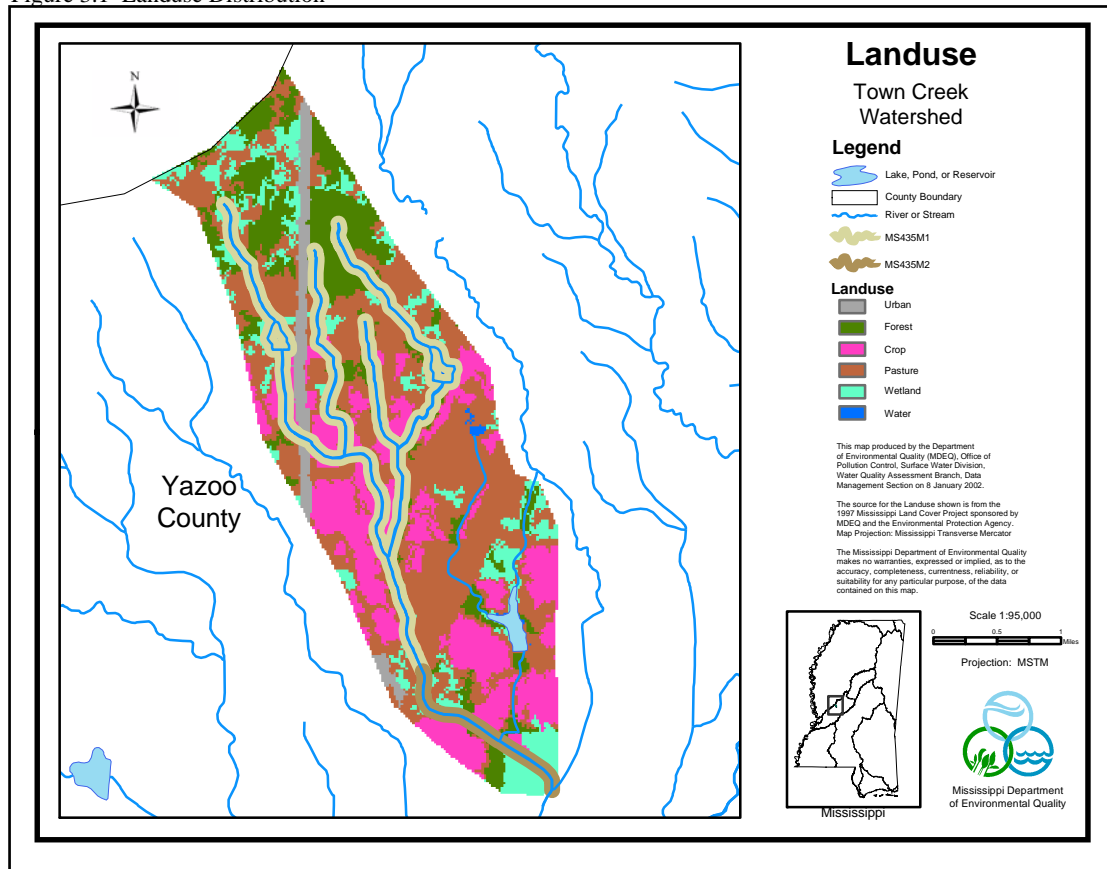 Figure 3.1 Landuse Distribution
N
Yazoo
County
Landuse
Town Creek
Watershed
Legend
Lake, Pond, or Reservoir
County Boundary
River or Stream
MS435M1
MS435M2
Landuse
Urban
Forest
Crop
Pasture
Wetland
Water
This map produced by the Department
of Environmental Quality (MDEQ), Office of
Pollution Control, Surface Water Division,
Water Quality Assessment Branch, Data
Management Section on 8 January 2002.
The source for the Landuse shown is from the
1997 Mississippi Land Cover Project sponsored by
MDEQ and the Environmental Protection Agency.
Map Projection: Mississippi Transverse Mercator
The Mississippi Department of Environmental Quality
makes no warranties, expressed or implied, as to the
accuracy, completeness, currentness, reliability, or
suitability for any particular purpose, of the data
contained on this map.
Scale 1:95,000
0 0.5 1
Miles
Projection: MSTM
Mississippi
Mississippi Department
of Environmental Quality